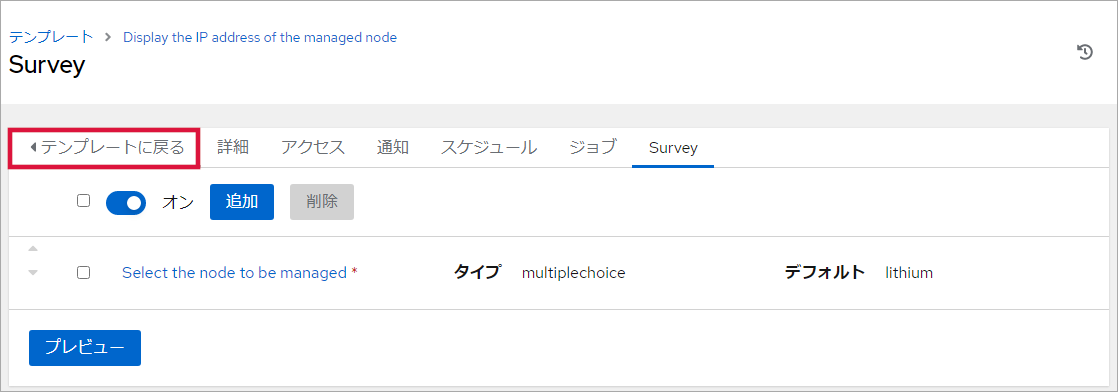 テンプレート > Display the IP address of the managed node
Survey
テンプレートに戻る 詳細 アクセス 通知 スケジュール ジョブ Survey
オン 追加 削除
Select the node to be managed * タイプ multiplechoice デフォルト lithium
プレビュー